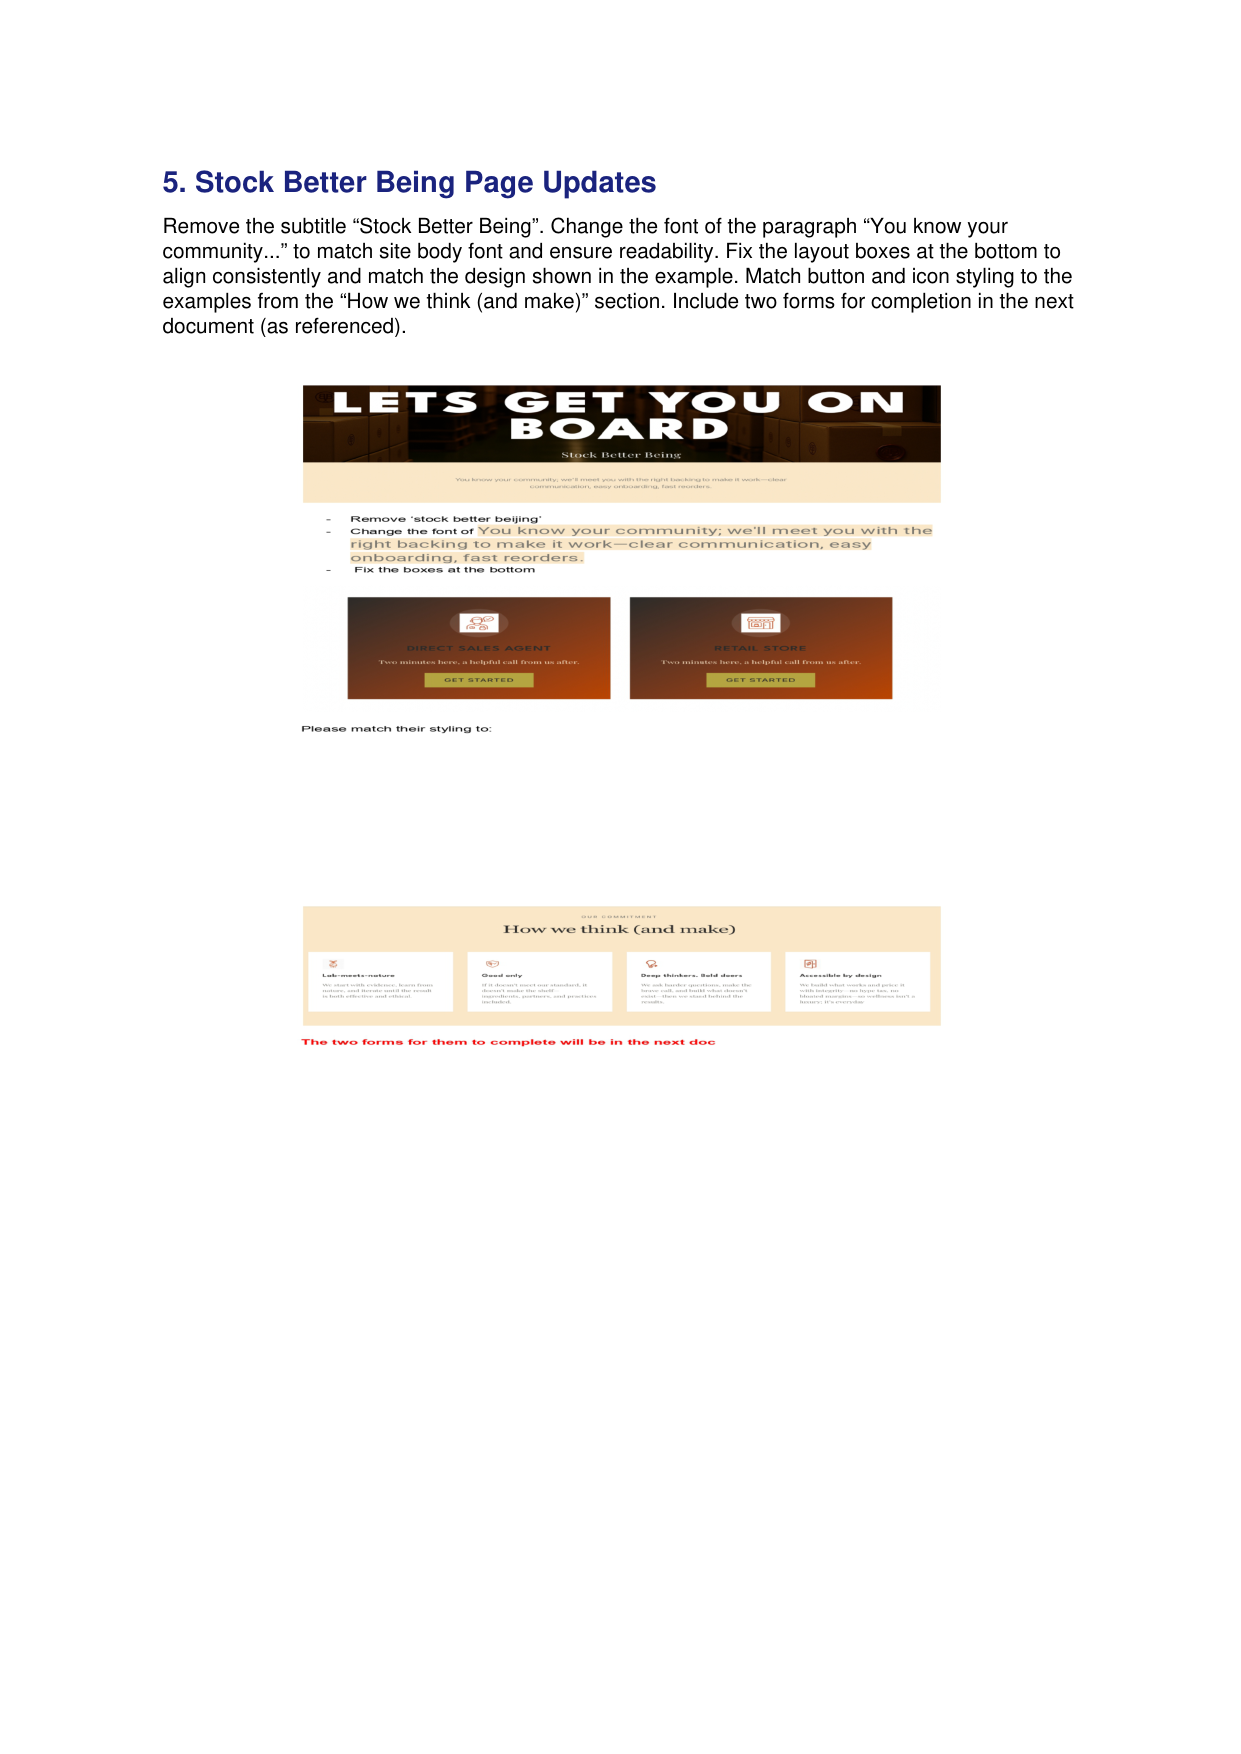 5. Stock Better Being Page Updates
Remove the subtitle “Stock Better Being”. Change the font of the paragraph “You know your
community...” to match site body font and ensure readability. Fix the layout boxes at the bottom to
align consistently and match the design shown in the example. Match button and icon styling to the
examples from the “How we think (and make)” section. Include two forms for completion in the next
document (as referenced).
LETS GET YOU ON
BOARD
Stock Better Being
You know your community; we'll meet you with the right backing to make it work—clear
communication, easy onboarding, fast reorders.
- Remove 'stock better beijing'
- Change the font of You know your community; we'll meet you with the
right backing to make it work—clear communication, easy
onboarding, fast reorders.
- Fix the boxes at the bottom
DIRECT SALES AGENT
Two minutes here, a helpful call from us after.
GET STARTED
RETAIL STORE
Two minutes here, a helpful call from us after.
GET STARTED
Please match their styling to:
OUR COMMITMENT
How we think (and make)
Lab-meets-nature
We start with evidence, learn from
nature, and iterate until the result
is both effective and ethical
Good only
If it doesn't meet our standard, it
doesn't make the shelf—
ingredients, partners, and practices
included.
Deep thinkers. Bold doers
We ask harder questions, make the
brave call, and build what doesn't
exist—then we stand behind the
results.
Accessible by design
We build what works and price it
with integrity—no hype tax, no
bloated margins—so wellness isn't a
luxury; it's everyday
The two forms for them to complete will be in the next doc